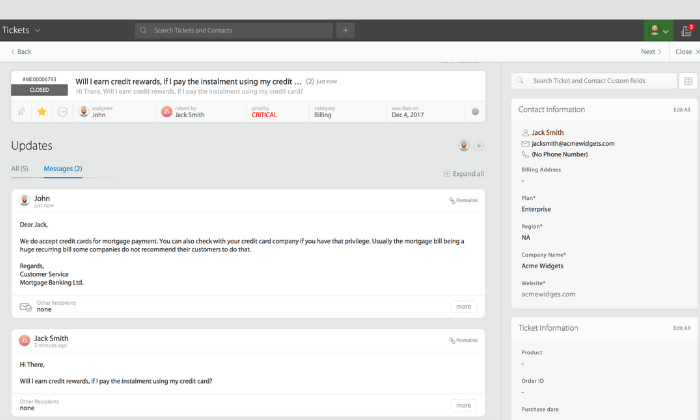 Tickets
Search Tickets and Contacts
+
3
Back
Next
Close
#ME00006793
CLOSED
Will I earn credit rewards, if I pay the instalment using my credit ... (2) just now
Hi There, Will I earn credit rewards, if I pay the instalment using my credit card?
assignee
John
JS
raised by
Jack Smith
priority
CRITICAL
category
Billing
was due on
Dec 4, 2017
Updates
All (5)
Messages (2)
Expand all
John
just now
Permalink
Dear Jack,
We do accept credit cards for mortgage payment. You can also check with your credit card company if you have that privilege. Usually the mortgage bill being a
huge recurring bill some companies do not recommend their customers to do that.
Regards,
Customer Service
Mortgage Banking Ltd.
Other Recipients
none
more
JS
Jack Smith
3 minutes ago
Permalink
Hi There,
Will I earn credit rewards, if I pay the instalment using my credit card?
Other Recipients
none
more
Search Ticket and Contact Custom fields
Contact Information
Edit All
Jack Smith
jacksmith@acmewidgets.com
(No Phone Number)
Billing Address
-
Plan*
Enterprise
Region*
NA
Company Name*
Acme Widgets
Website*
acmewidges.com
Ticket Information
Edit All
Product
-
Order ID
-
Purchase date